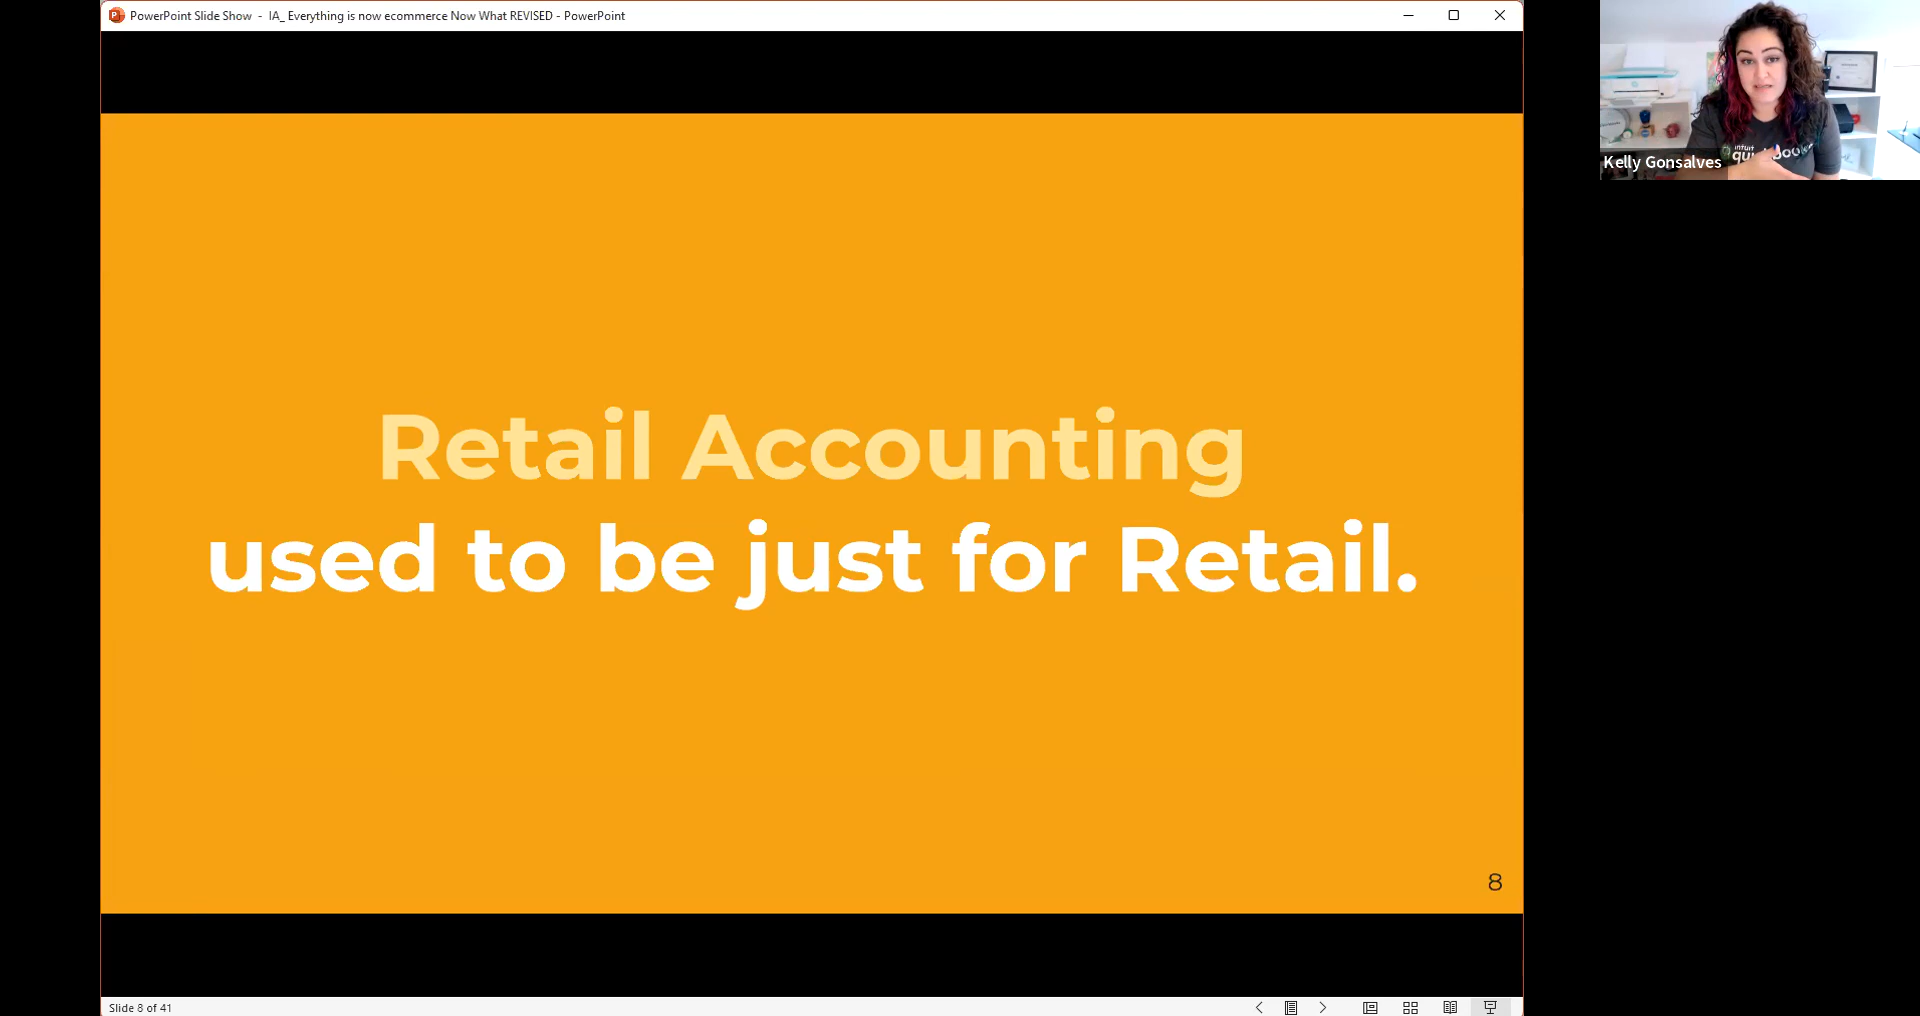 PowerPoint Slide Show - IA_ Everything is now ecommerce Now What REVISED - PowerPoint
Retail Accounting
used to be just for Retail.
8
Slide 8 of 41
intuit
Kelly Gonsalves